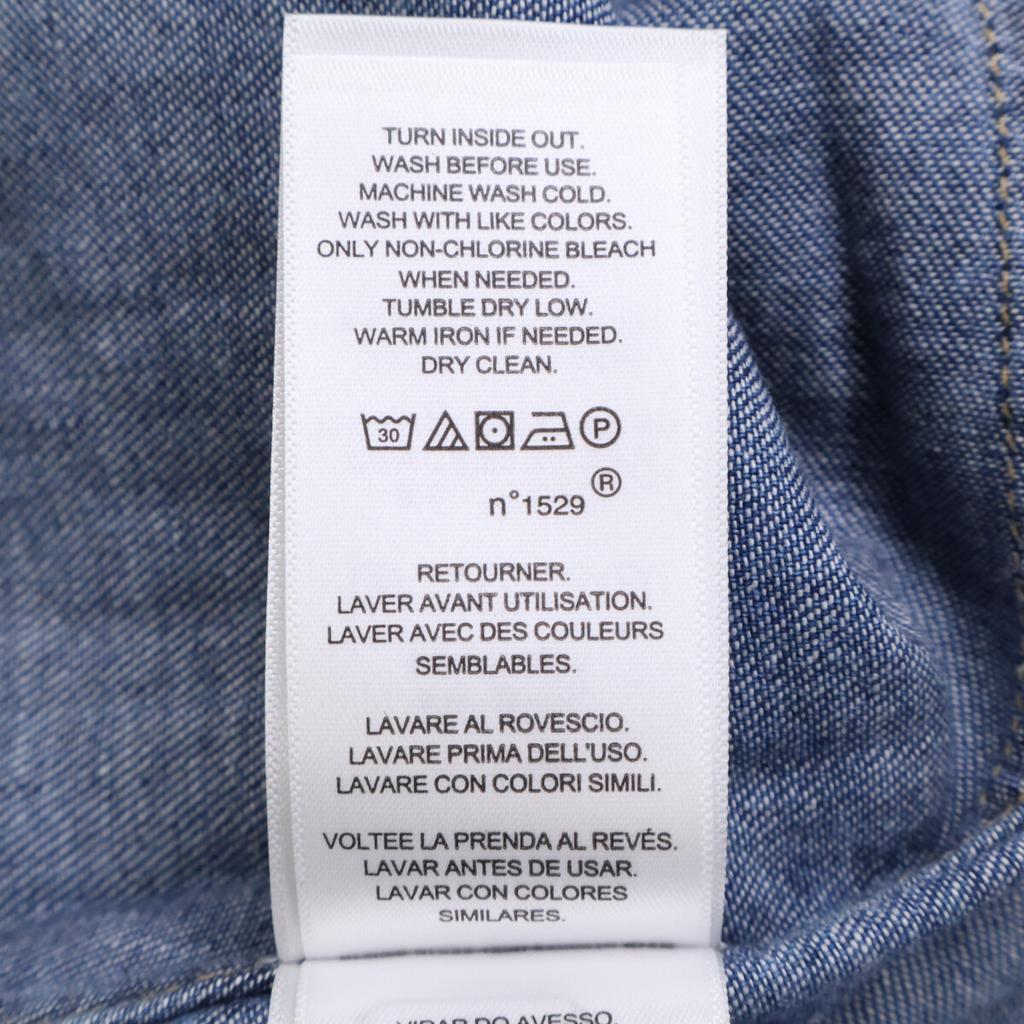 TURN INSIDE OUT.
WASH BEFORE USE.
MACHINE WASH COLD.
WASH WITH LIKE COLORS.
ONLY NON-CHLORINE BLEACH
WHEN NEEDED.
TUMBLE DRY LOW.
WARM IRON IF NEEDED.
DRY CLEAN.
30 P
n°1529 ®
RETOURNER.
LAVER AVANT UTILISATION.
LAVER AVEC DES COULEURS
SEMBLABLES.
LAVARE AL ROVESCIO.
LAVARE PRIMA DELL'USO.
LAVARE CON COLORI SIMILI.
VOLTEE LA PRENDA AL REVÉS.
LAVAR ANTES DE USAR.
LAVAR CON COLORES
SIMILARES.
VIRAR DO AVESSO.